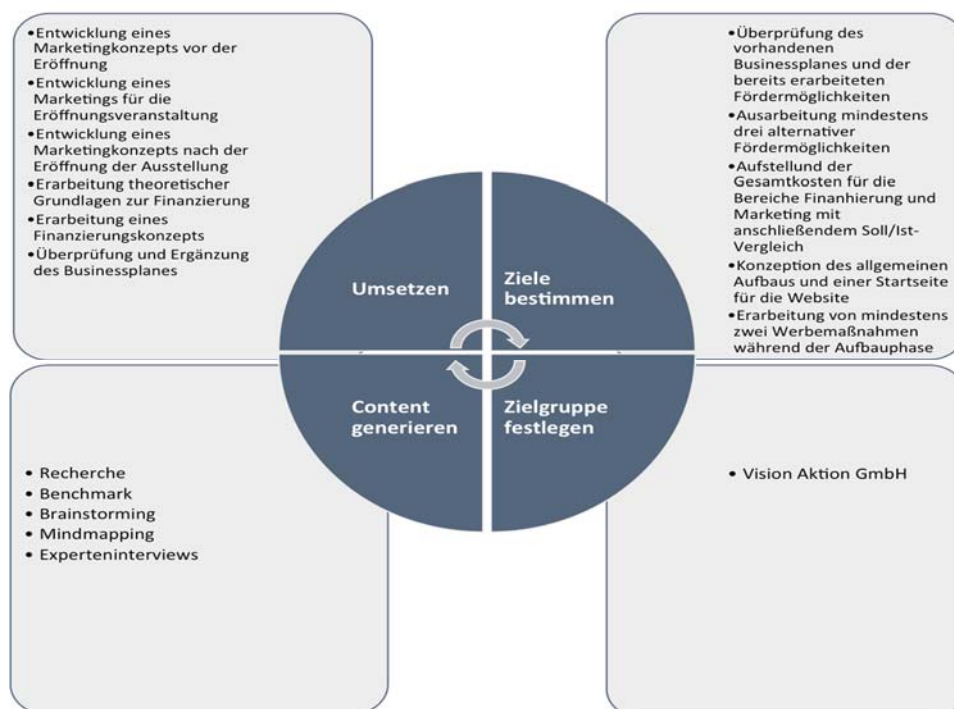 •Entwicklung eines
Marketingkonzepts vor der
Eröffnung
•Entwicklung eines
Marketings für die
Eröffnungsveranstaltung
•Entwicklung eines
Marketingkonzepts nach der
Eröffnung der Ausstellung
•Erarbeitung theoretischer
Grundlagen zur Finanzierung
•Erarbeitung eines
Finanzierungskonzepts
•Überprüfung und Ergänzung
des Businessplanes
•Überprüfung des
vorhandenen
Businessplanes und der
bereits erarbeiteten
Fördermöglichkeiten
•Ausarbeitung mindestens
drei alternativer
Fördermöglichkeiten
•Aufstellund der
Gesamtkosten für die
Bereiche Finanhierung und
Marketing mit
anschließendem Soll/Ist-
Vergleich
•Konzeption des allgemeinen
Aufbaus und einer Startseite
für die Website
•Erarbeitung von mindestens
zwei Werbemaßnahmen
während der Aufbauphase
Umsetzen
Ziele
bestimmen
Content
generieren
Zielgruppe
festlegen
• Recherche
• Benchmark
• Brainstorming
• Mindmapping
• Experteninterviews
• Vision Aktion GmbH